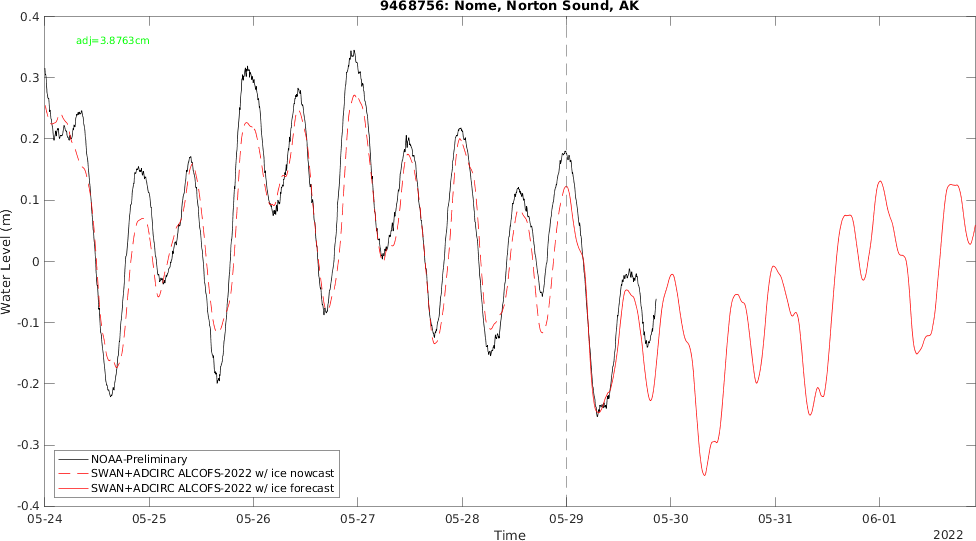 9468756: Nome, Norton Sound, AK
adj=3.8763cm
0.4
0.3
0.2
0.1
0
-0.1
-0.2
-0.3
-0.4
Water Level (m)
NOAA-Preliminary
SWAN+ADCIRC ALCOFS-2022 w/ ice nowcast
SWAN+ADCIRC ALCOFS-2022 w/ ice forecast
05-24 05-25 05-26 05-27 05-28 05-29 05-30 05-31 06-01
Time
2022